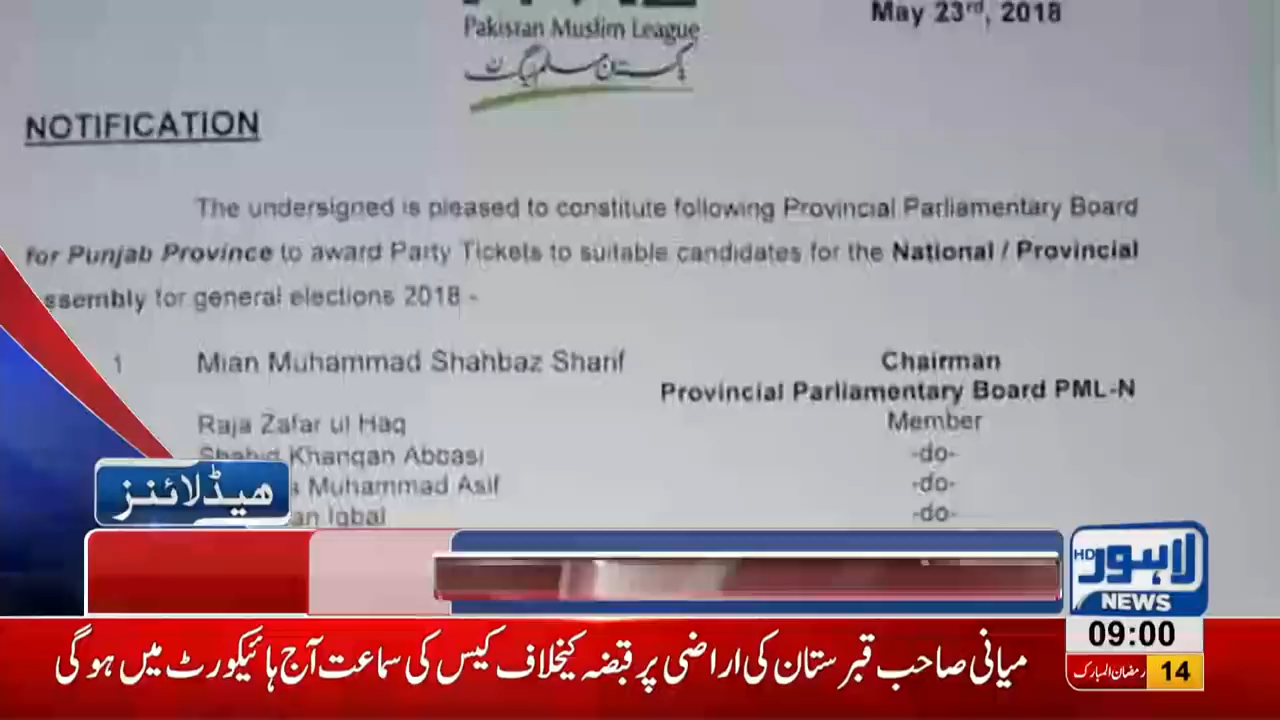 May 23rd, 2018
Pakistan Muslim League
پاکستان مسلم لیگ ن
NOTIFICATION
The undersigned is pleased to constitute following Provincial Parliamentary Board
for Punjab Province to award Party Tickets to suitable candidates for the National / Provincial
ssembly for general elections 2018 -
1 Mian Muhammad Shahbaz Sharif Chairman
Provincial Parliamentary Board PML-N
Raja Zafar ul Haq Member
Shahid Khaqan Abbasi -do-
Muhammad Asif -do-
an Iqbal -do-
ھیڈلائنز
HD لاہور
NEWS
09:00
14 رمضان المبارک
میانی صاحب قبرستان کی اراضی پر قبضہ کیخلاف کیس کی سماعت آج ہائیکورٹ میں ہوگی